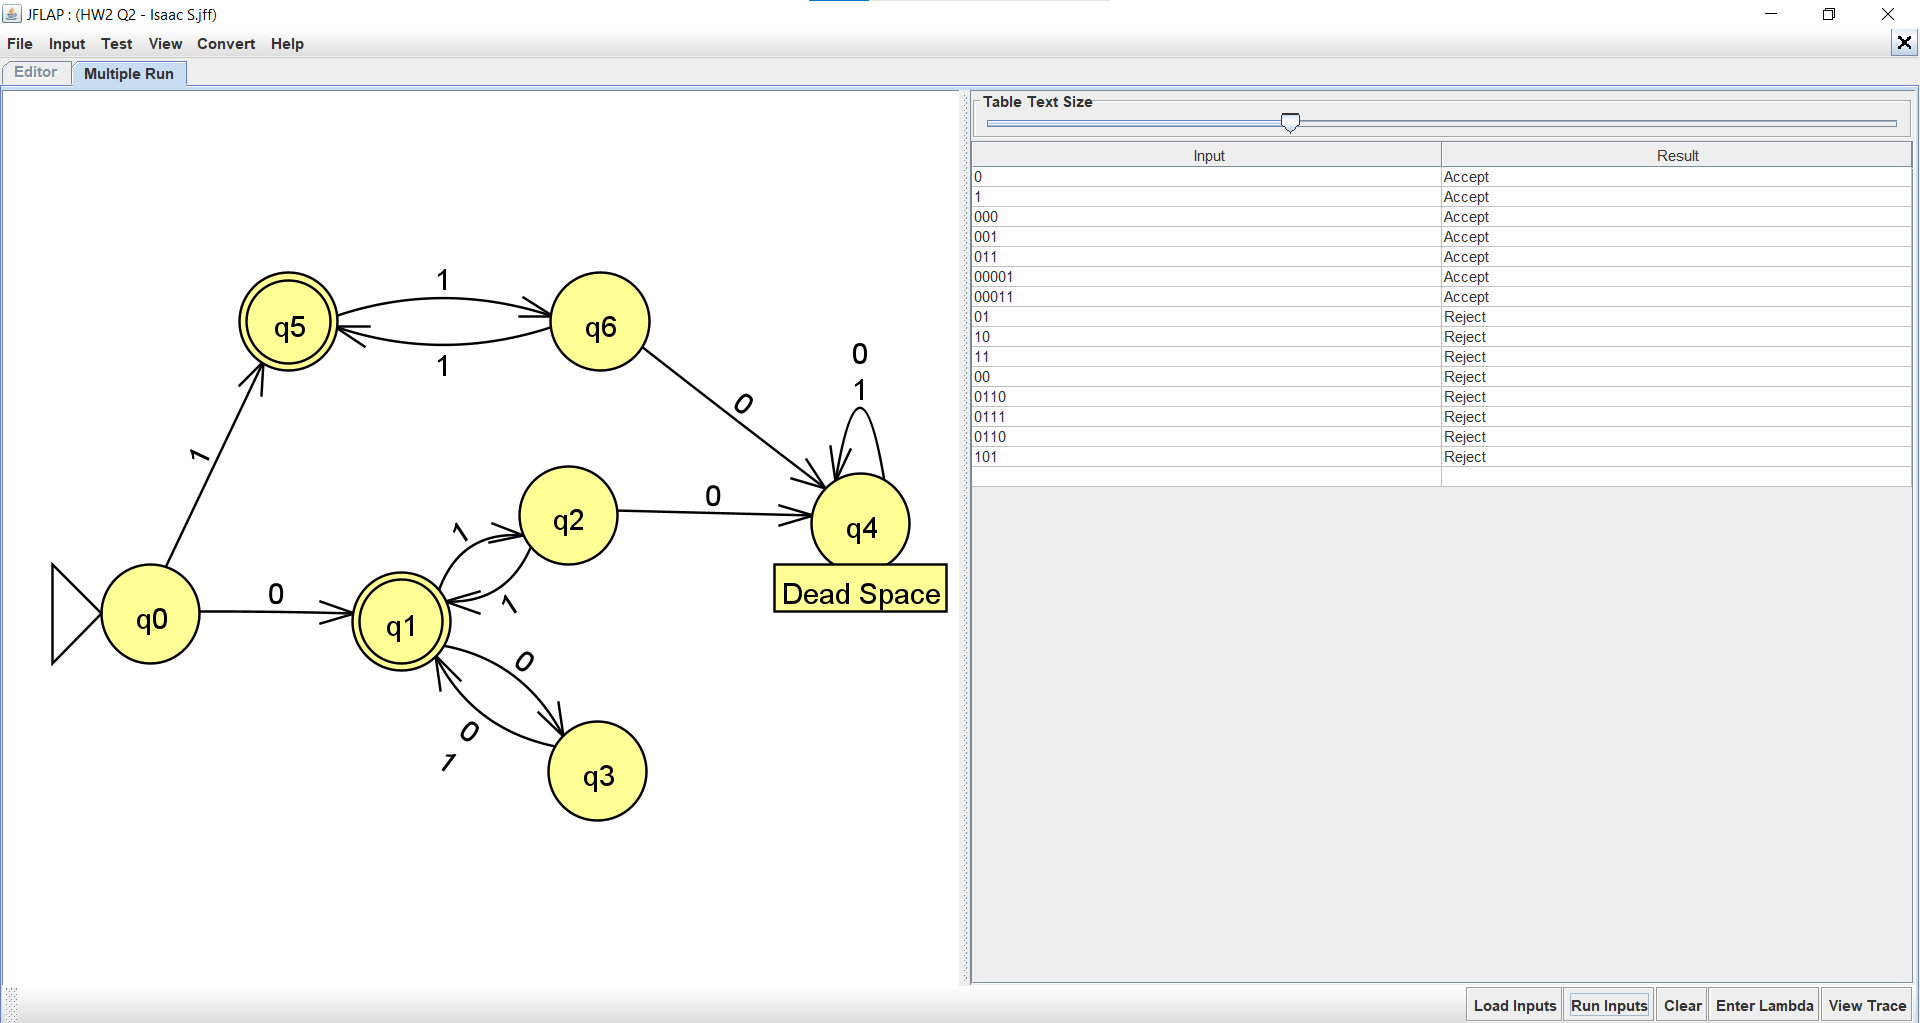 JFLAP : (HW2 Q2 - Isaac S.jff)
File Input Test View Convert Help
Editor Multiple Run
1
q5
q6
1
0
1
0
1
q2
0
q4
1
Dead Space
q0
0
q1
1
0
0
1
q3
Table Text Size
Input Result
0 Accept
1 Accept
000 Accept
001 Accept
011 Accept
00001 Accept
00011 Accept
01 Reject
10 Reject
11 Reject
00 Reject
0110 Reject
0111 Reject
0110 Reject
101 Reject
Load Inputs Run Inputs Clear Enter Lambda View Trace